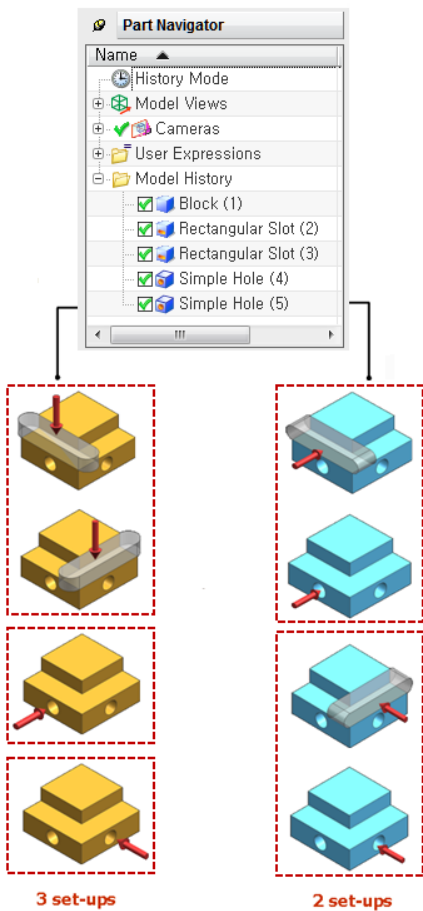 Part Navigator
Name
History Mode
Model Views
Cameras
User Expressions
Model History
Block (1)
Rectangular Slot (2)
Rectangular Slot (3)
Simple Hole (4)
Simple Hole (5)
3 set-ups
2 set-ups